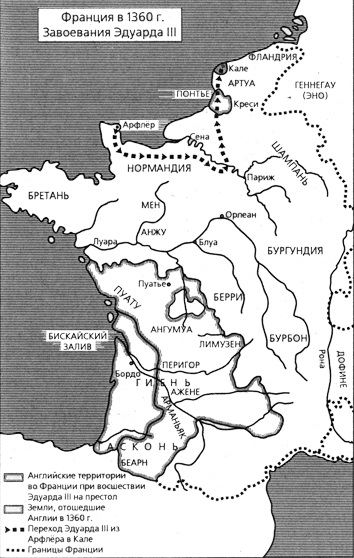 Франция в 1360 г.
Завоевания Эдуарда III
ФЛАНДРИЯ
Кале
АРТУА
ГЕННЕГАУ
(ЭНО)
ПОНТЬЕ
Креси
Арфлёр
Сена
НОРМАНДИЯ
ШАМПАНЬ
Париж
БРЕТАНЬ
МЕН
Орлеан
АНЖУ
Луара
Блуа
БУРГУНДИЯ
Пуатье
ПУАТУ
БЕРРИ
АНГУМУА
БИСКАЙСКИЙ
ЗАЛИВ
ЛИМУЗЕН
БУРБОН
ПЕРИГОР
Бордо
ГИЕНЬ
АЖЕНЕ
Рона
ДОФИНЕ
АРМАНЬЯК
ГАСКОНЬ
БЕАРН
Английские территории
во Франции при восшествии
Эдуарда III на престол
Земли, отошедшие
Англии в 1360 г.
Переход Эдуарда III из
Арфлёра в Кале
Границы Франции